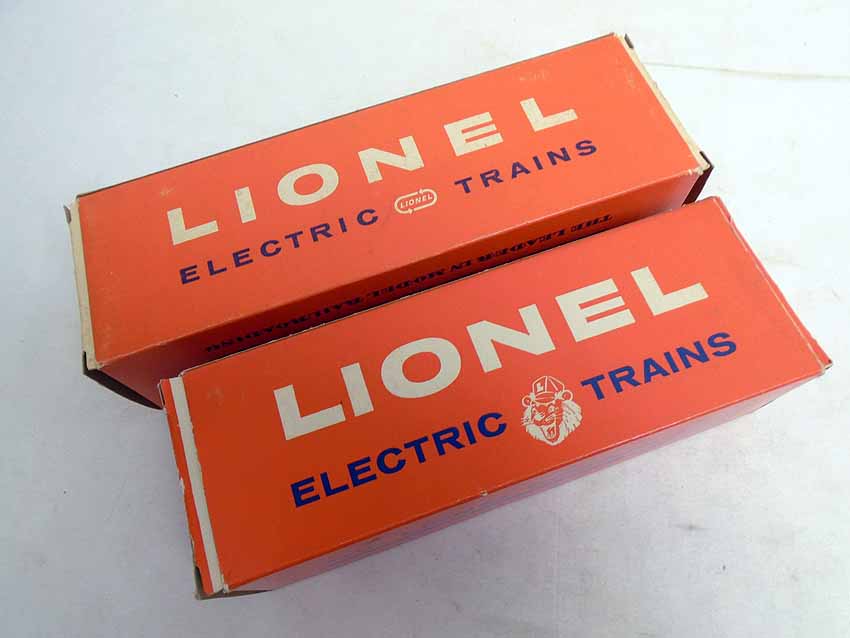 LIONEL
ELECTRIC LIONEL TRAINS
THE LEADER IN MODEL RAILROADING
LIONEL
ELECTRIC L TRAINS